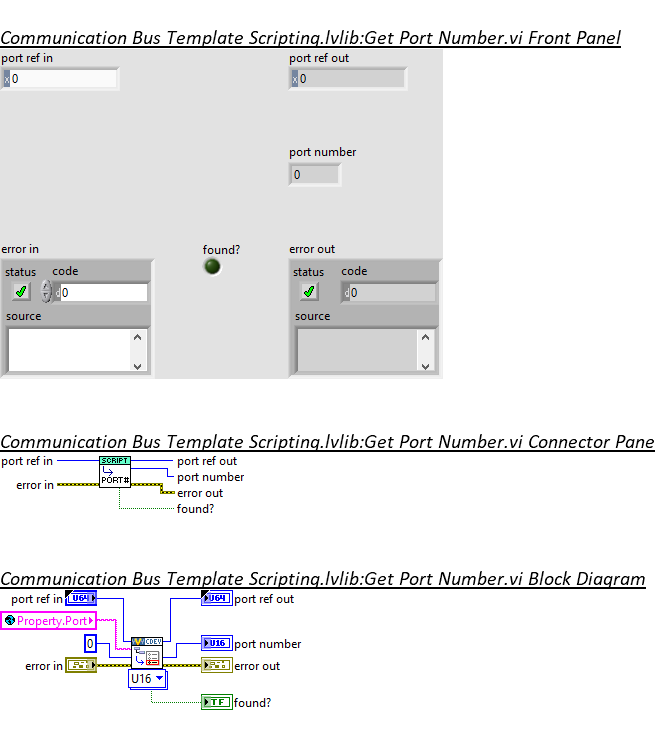 Communication Bus Template Scripting.lvlib:Get Port Number.vi Front Panel
port ref in
port ref out
x 0
x 0
port number
0
error in
found?
error out
status
code
status
code
d 0
d 0
source
source
Communication Bus Template Scripting.lvlib:Get Port Number.vi Connector Pane
port ref in
SCRIPT
port ref out
PORT#
port number
error in
error out
found?
Communication Bus Template Scripting.lvlib:Get Port Number.vi Block Diagram
port ref in
U64
U64
port ref out
Property.Port
CDEV
0
U16
port number
error in
error out
U16
TF
found?